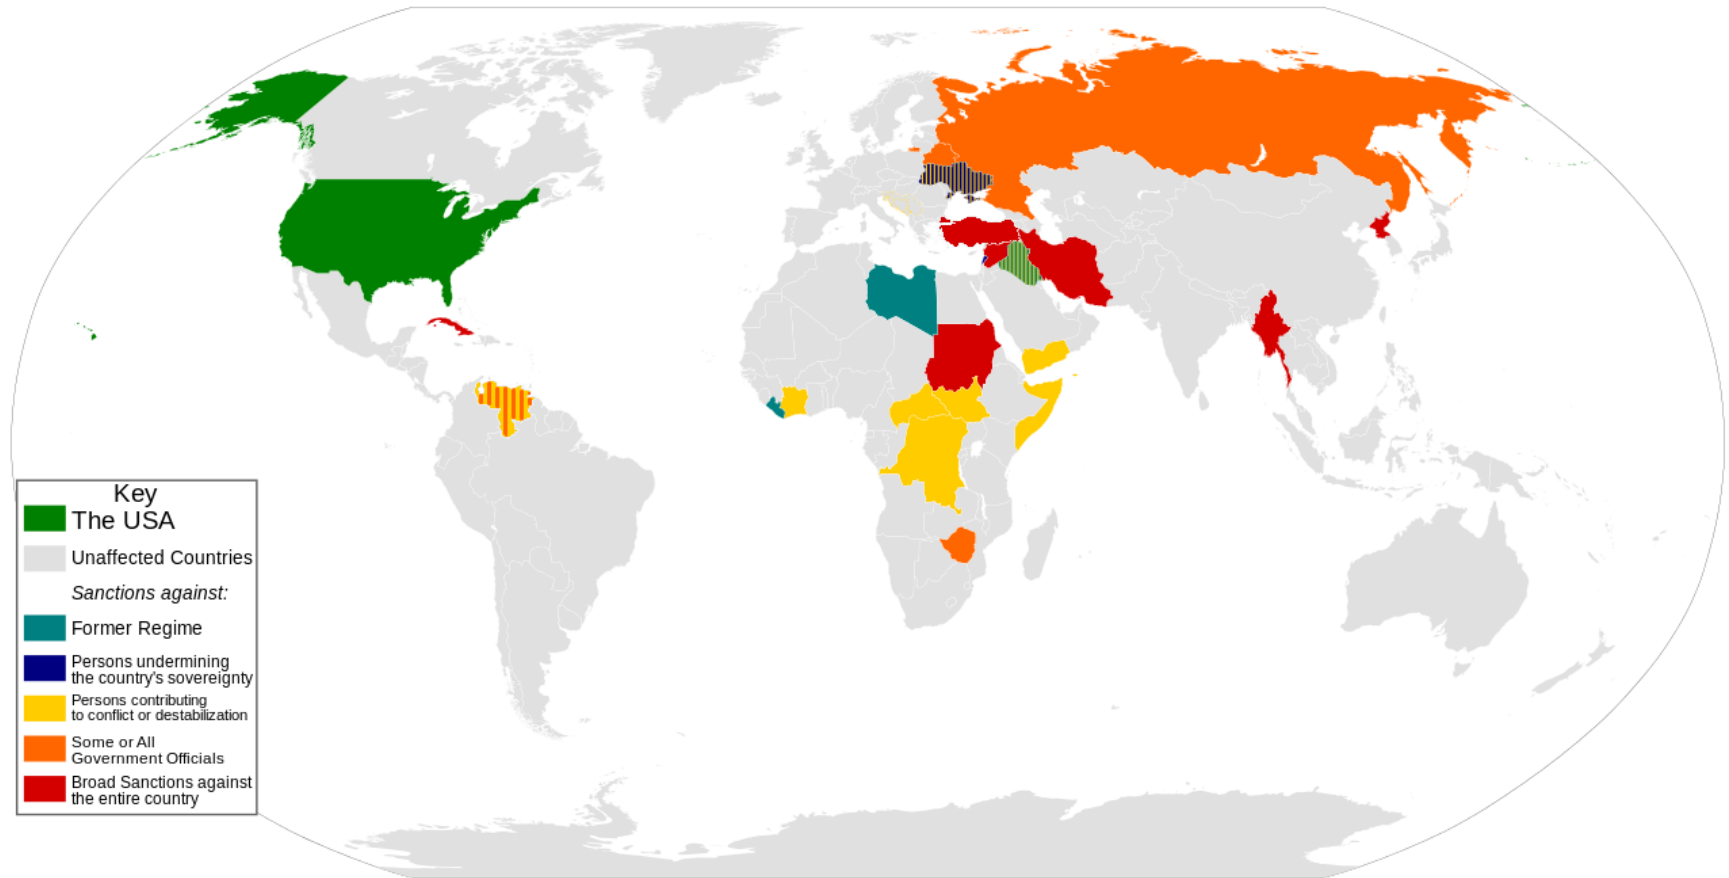 Key
The USA
Unaffected Countries
Sanctions against:
Former Regime
Persons undermining
the country's sovereignty
Persons contributing
to conflict or destabilization
Some or All
Government Officials
Broad Sanctions against
the entire country